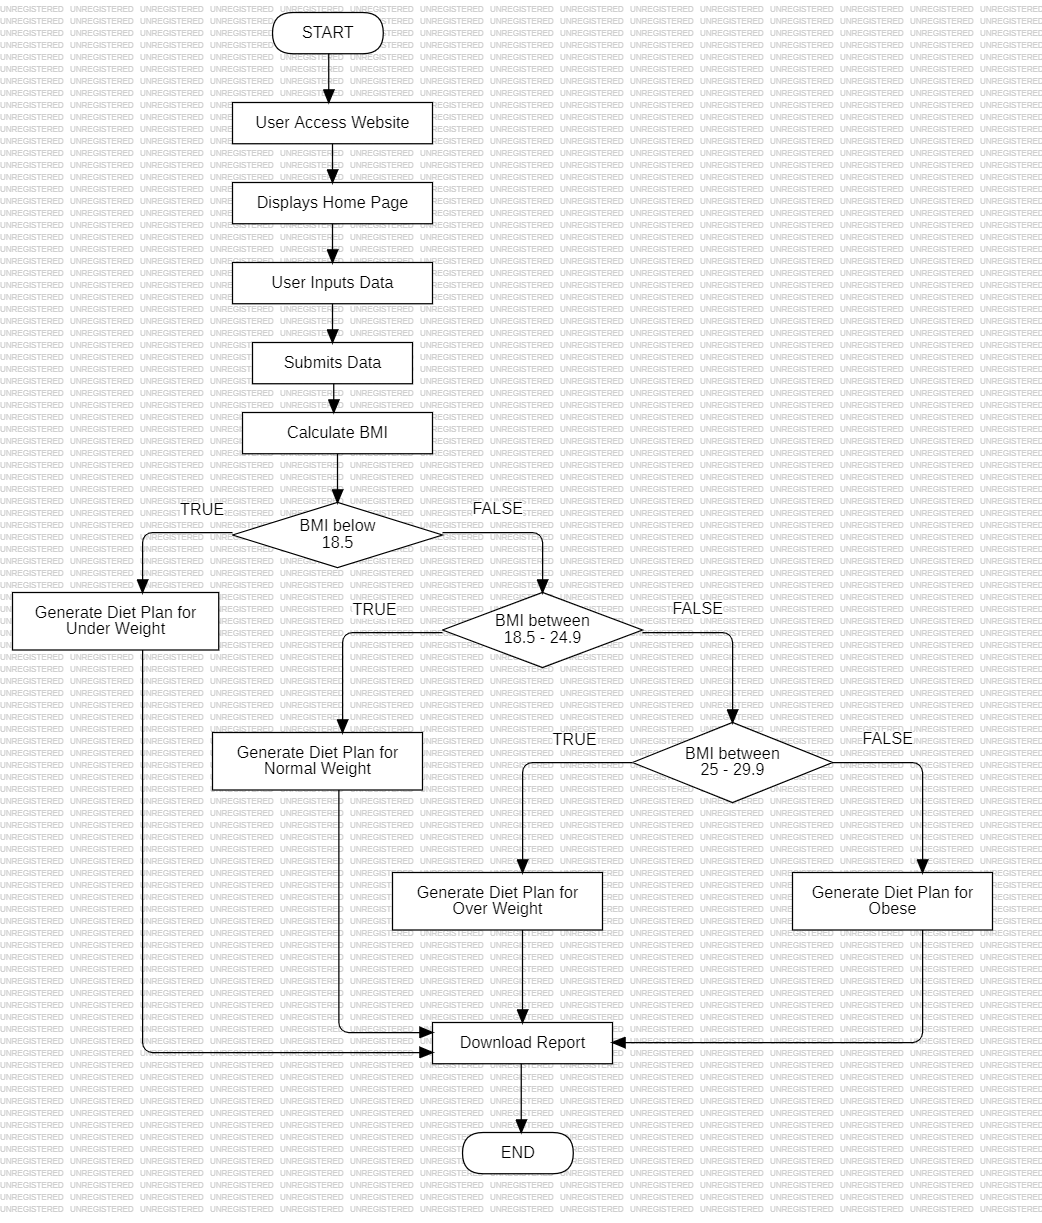 START
User Access Website
Displays Home Page
User Inputs Data
Submits Data
Calculate BMI
TRUE
FALSE
BMI below
18.5
Generate Diet Plan for
Under Weight
TRUE
FALSE
BMI between
18.5 - 24.9
Generate Diet Plan for
Normal Weight
TRUE
FALSE
BMI between
25 - 29.9
Generate Diet Plan for
Over Weight
Generate Diet Plan for
Obese
Download Report
END
UNREGISTERED